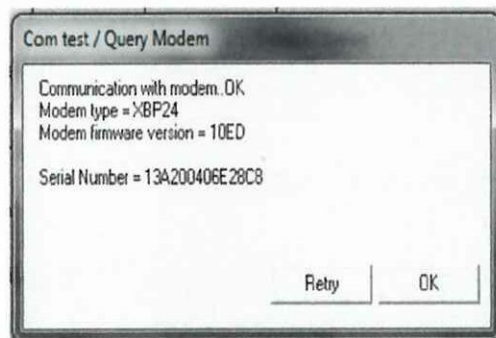 Com test / Query Modem
Communication with modem..OK
Modem type = XBP24
Modem firmware version = 10ED
Serial Number = 13A200406E28C8
Retry
OK